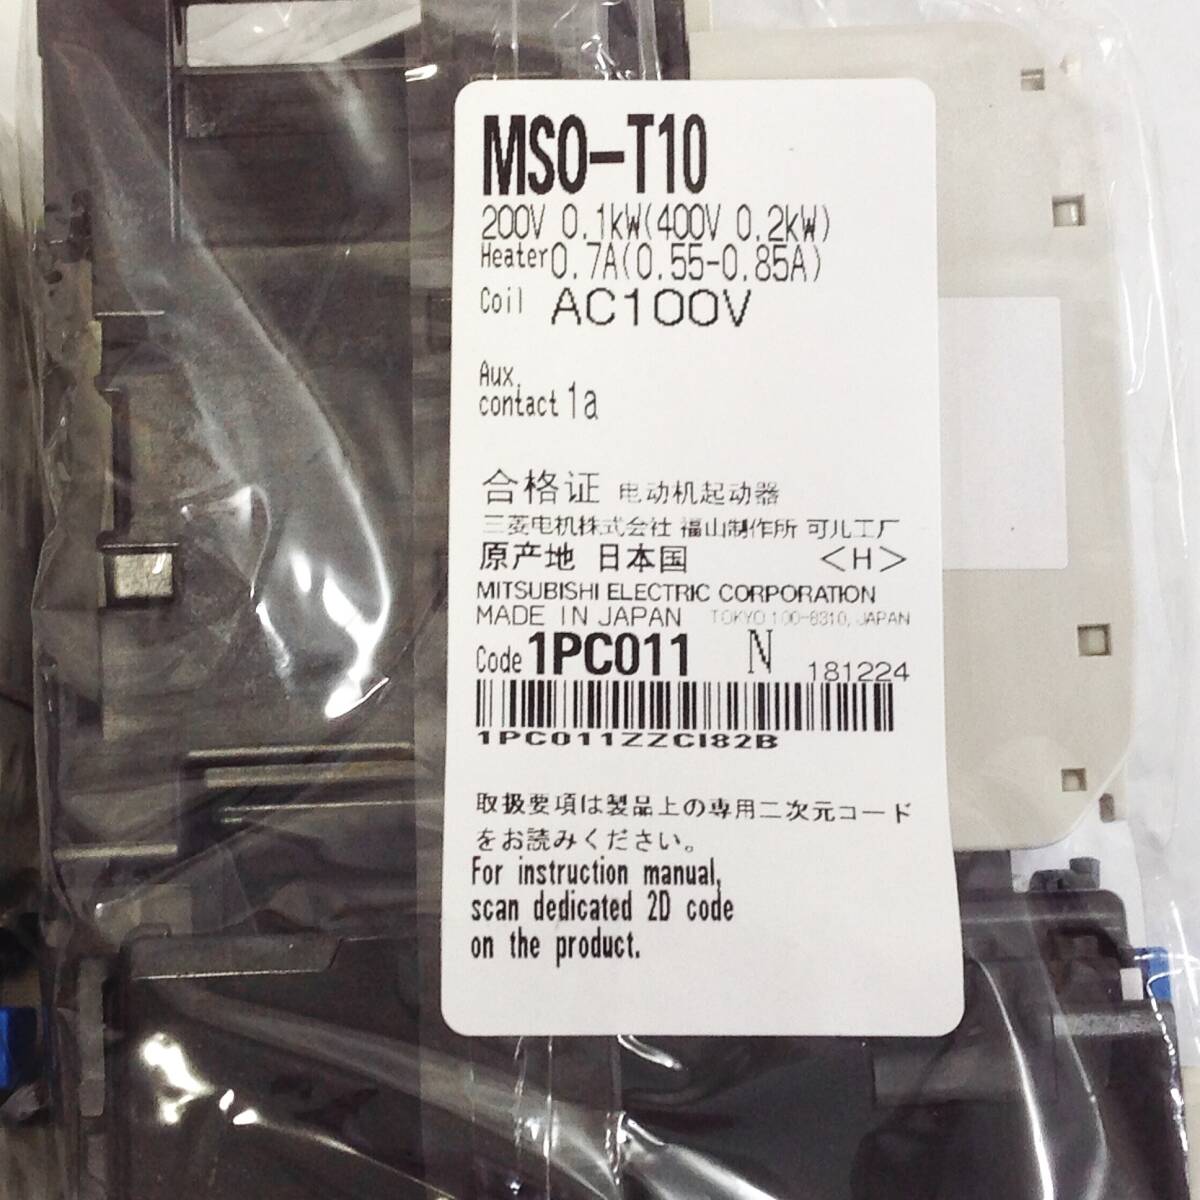 MSO-T10
200V 0.1kW(400V 0.2kW)
Heater 0.7A(0.55-0.85A)
Coil AC100V
Aux.
contact 1a
合格证 电动机起动器
三菱电机株式会社 福山制作所 可儿工厂
原产地 日本国 <H>
MITSUBISHI ELECTRIC CORPORATION
MADE IN JAPAN TOKYO 100-8310, JAPAN
Code 1PC011 N 181224
1PC011ZZCI82B
取扱要項は製品上の専用二次元コード
をお読みください。
For instruction manual,
scan dedicated 2D code
on the product.